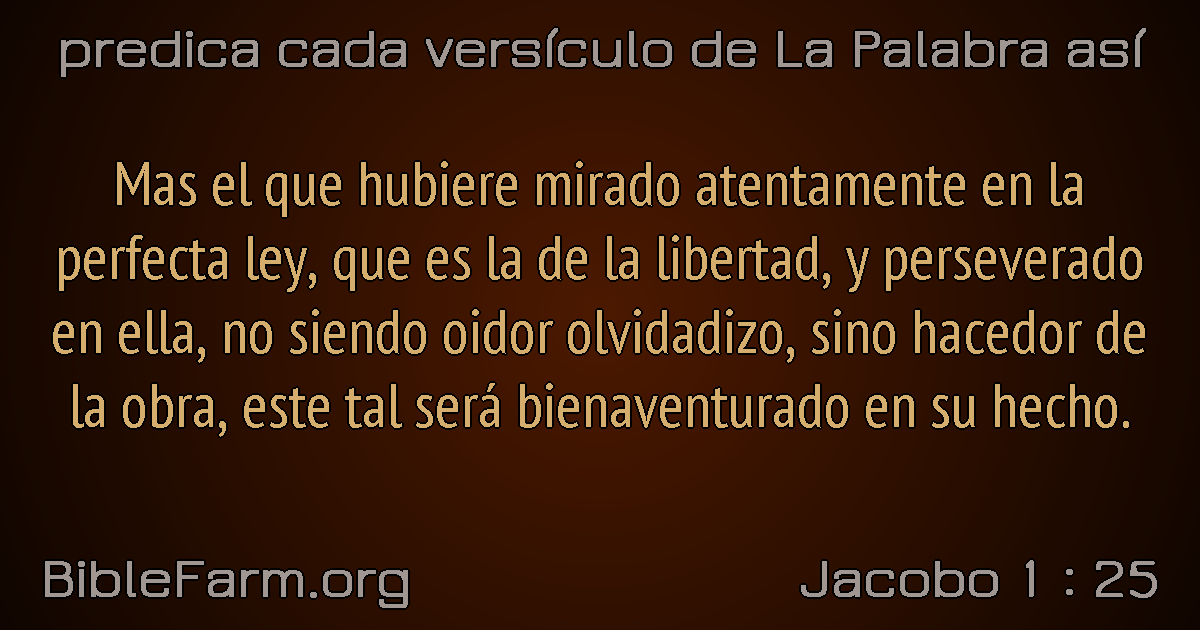 predica cada versículo de La Palabra así
Mas el que hubiere mirado atentamente en la
perfecta ley, que es la de la libertad, y perseverado
en ella, no siendo oidor olvidadizo, sino hacedor de
la obra, este tal será bienaventurado en su hecho.
BibleFarm.org
Jacobo 1 : 25